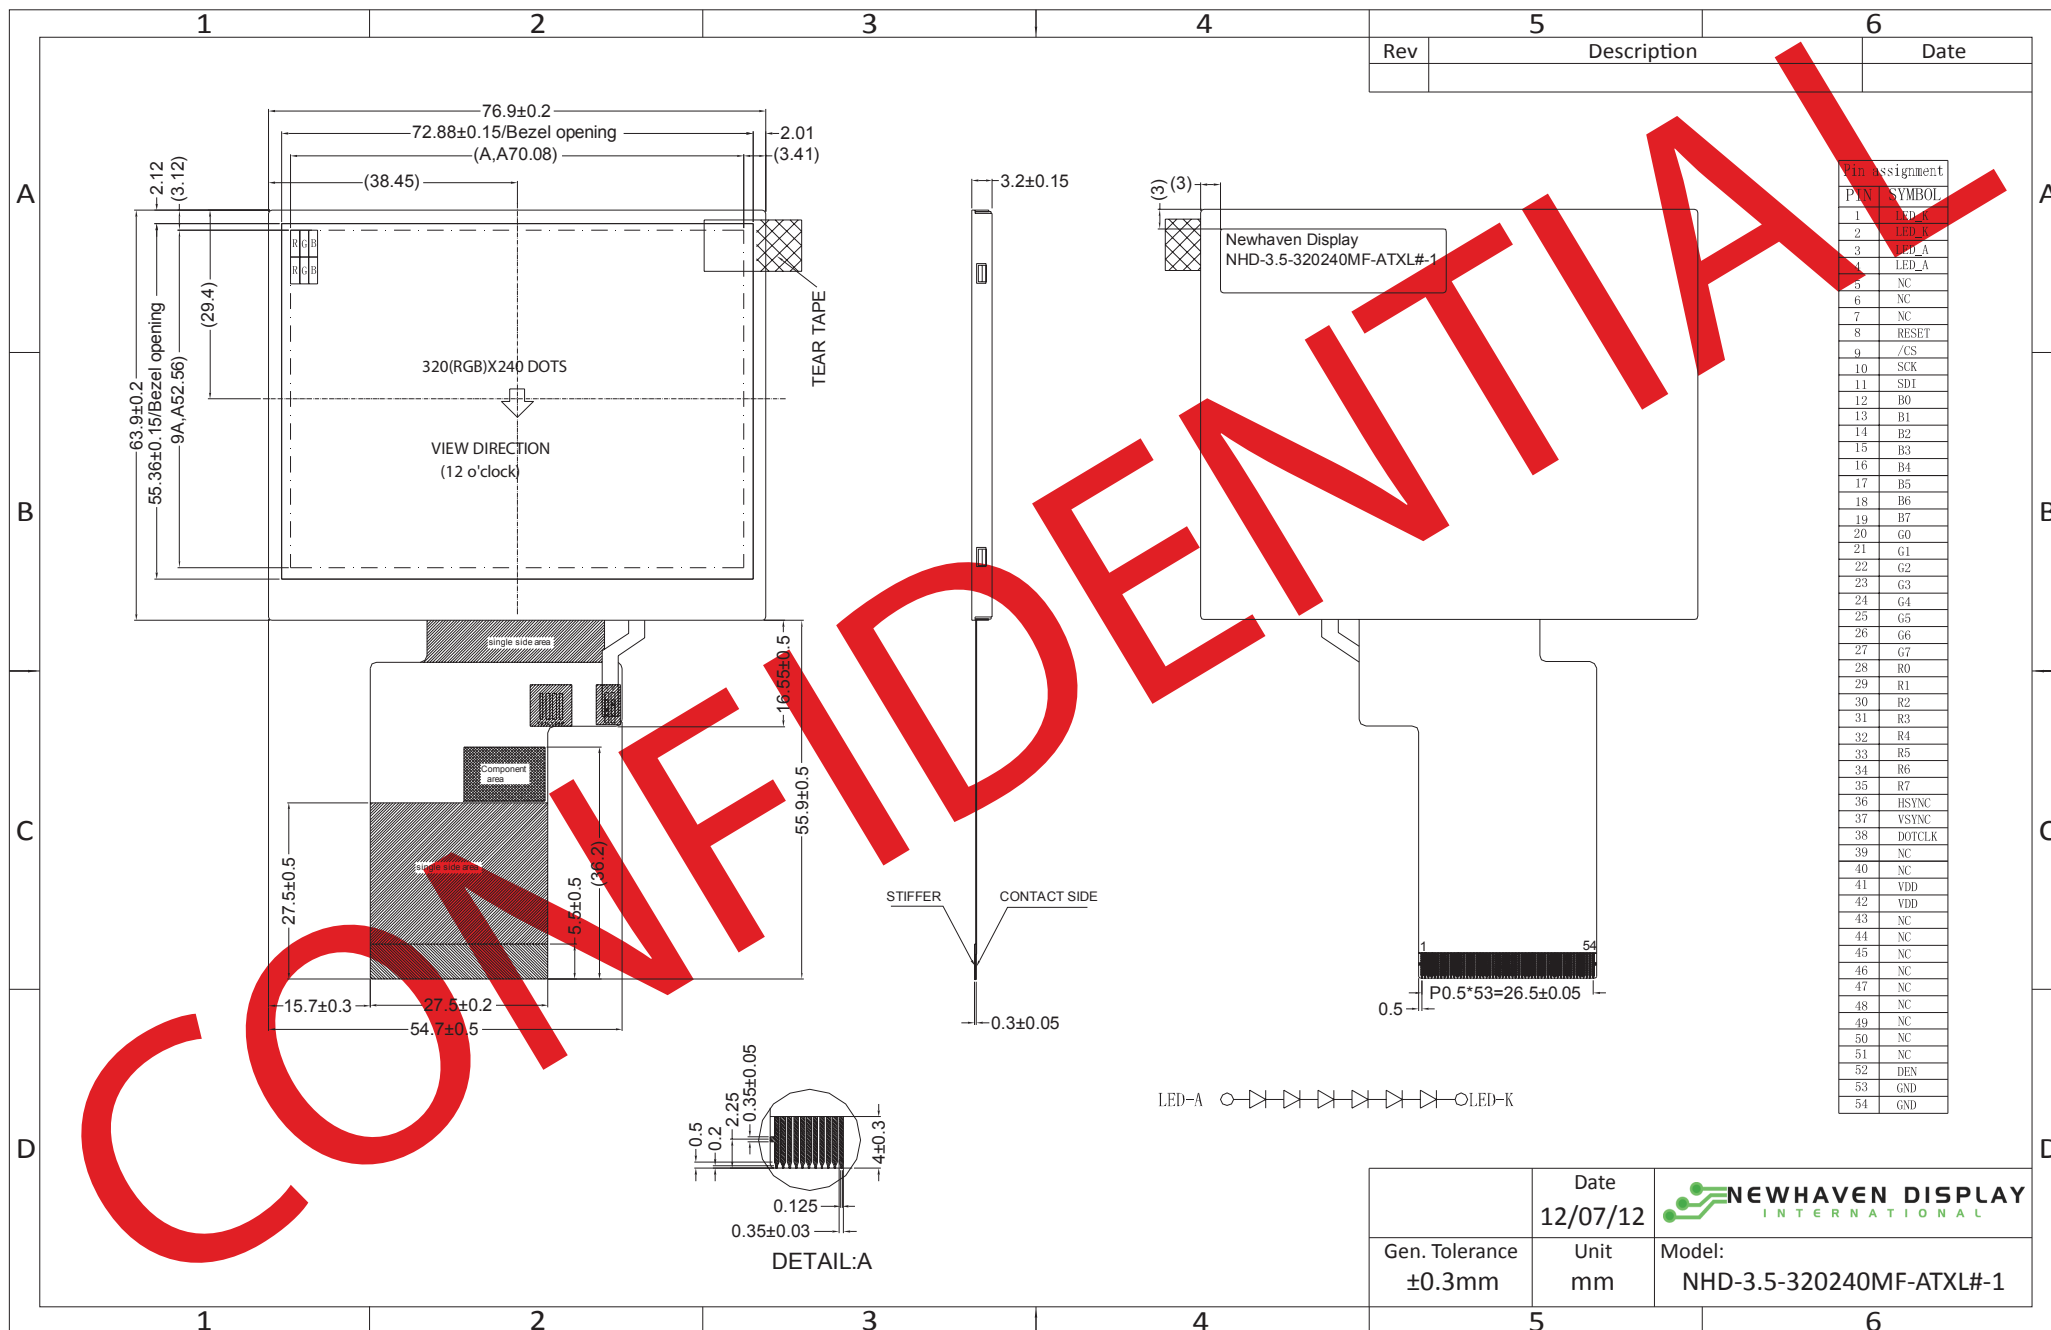 1 2 3 4 5 6
Rev Description Date
A A
B B
C C
D D
76.9±0.2
72.88±0.15/Bezel opening
2.01
(A,A70.08)
(3.41)
(38.45)
2.12
(3.12)
(29.4)
63.9±0.2
55.36±0.15/Bezel opening
9A,A52.56)
R G B
R G B
320(RGB)X240 DOTS
VIEW DIRECTION
(12 o'clock)
TEAR TAPE
3.2±0.15
(3)
(3)
Newhaven Display
NHD-3.5-320240MF-ATXL#-1
CONFIDENTIAL
single side area
Component
area
single side area
16.55±0.5
55.9±0.5
(36.2)
5.5±0.5
27.5±0.5
15.7±0.3
27.5±0.2
54.7±0.5
STIFFER
CONTACT SIDE
0.3±0.05
1 54
P0.5*53=26.5±0.05
0.5
LED-A LED-K
0.5
0.2
2.25
0.35±0.05
4±0.3
0.125
0.35±0.03
DETAIL:A
Pin assignment
PIN SYMBOL
1 LED_K
2 LED_K
3 LED_A
4 LED_A
5 NC
6 NC
7 NC
8 RESET
9 /CS
10 SCK
11 SDI
12 B0
13 B1
14 B2
15 B3
16 B4
17 B5
18 B6
19 B7
20 G0
21 G1
22 G2
23 G3
24 G4
25 G5
26 G6
27 G7
28 R0
29 R1
30 R2
31 R3
32 R4
33 R5
34 R6
35 R7
36 HSYNC
37 VSYNC
38 DOTCLK
39 NC
40 NC
41 VDD
42 VDD
43 NC
44 NC
45 NC
46 NC
47 NC
48 NC
49 NC
50 NC
51 NC
52 DEN
53 GND
54 GND
Date
12/07/12
NEWHAVEN DISPLAY
INTERNATIONAL
Gen. Tolerance
±0.3mm
Unit
mm
Model:
NHD-3.5-320240MF-ATXL#-1
1 2 3 4 5 6